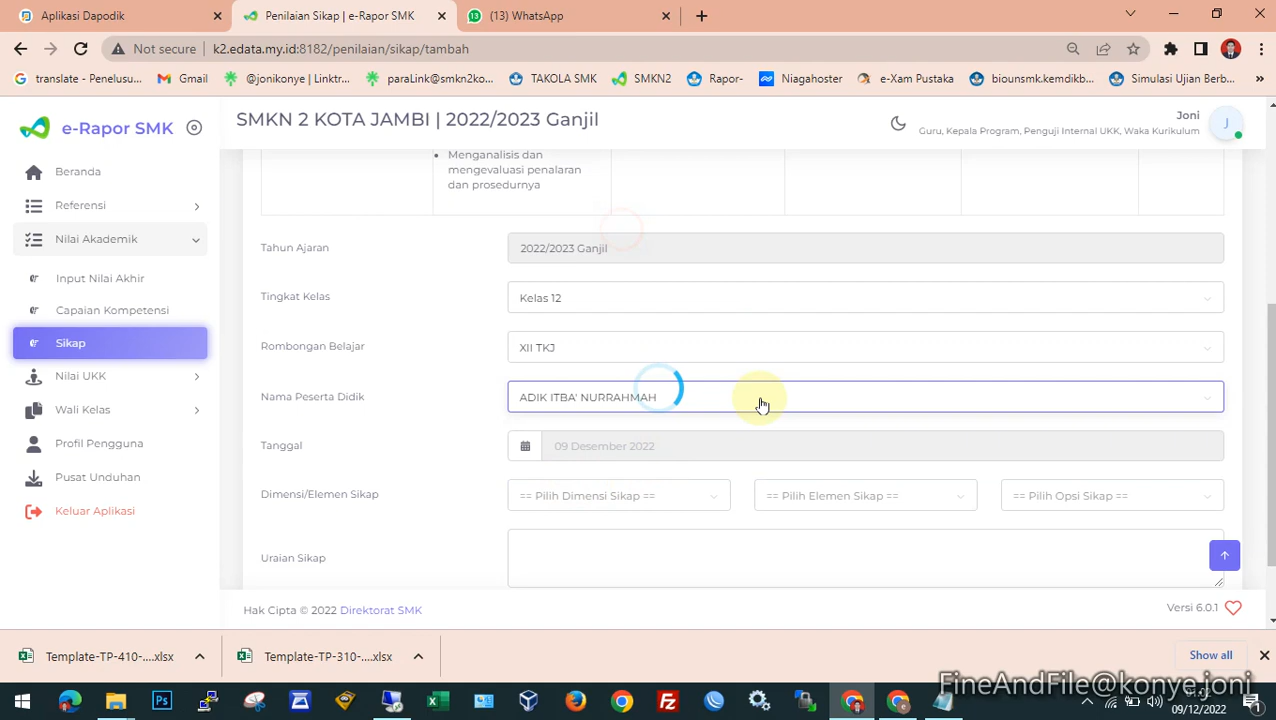 Aplikasi Dapodik
Penilaian Sikap | e-Rapor SMK
(13) WhatsApp
Not secure
k2.edata.my.id:8182/penilaian/sikap/tambah
translate - Penelusu...
Gmail
@jonikonye | Linktr...
paraLink@smkn2ko...
TAKOLA SMK
SMKN2
Rapor-
Niagahoster
e-Xam Pustaka
biounsmk.kemdikb...
Simulasi Ujian Berb...
»
e-Rapor SMK
SMKN 2 KOTA JAMBI | 2022/2023 Ganjil
Joni
Guru, Kepala Program, Penguji Internal UKK, Waka Kurikulum
J
Beranda
Referensi
Nilai Akademik
Input Nilai Akhir
Capaian Kompetensi
Sikap
Nilai UKK
Wali Kelas
Profil Pengguna
Pusat Unduhan
Keluar Aplikasi
• Menganalisis dan
mengevaluasi penalaran
dan prosedurnya
Tahun Ajaran
2022/2023 Ganjil
Tingkat Kelas
Kelas 12
Rombongan Belajar
XII TKJ
Nama Peserta Didik
ADIK ITBA' NURRAHMAH
Tanggal
09 Desember 2022
Dimensi/Elemen Sikap
== Pilih Dimensi Sikap ==
== Pilih Elemen Sikap ==
== Pilih Opsi Sikap ==
Uraian Sikap
Hak Cipta © 2022 Direktorat SMK
Versi 6.0.1
Template-TP-410-....xlsx
Template-TP-310-....xlsx
Show all
FineAndFile@konye.joni
09/12/2022